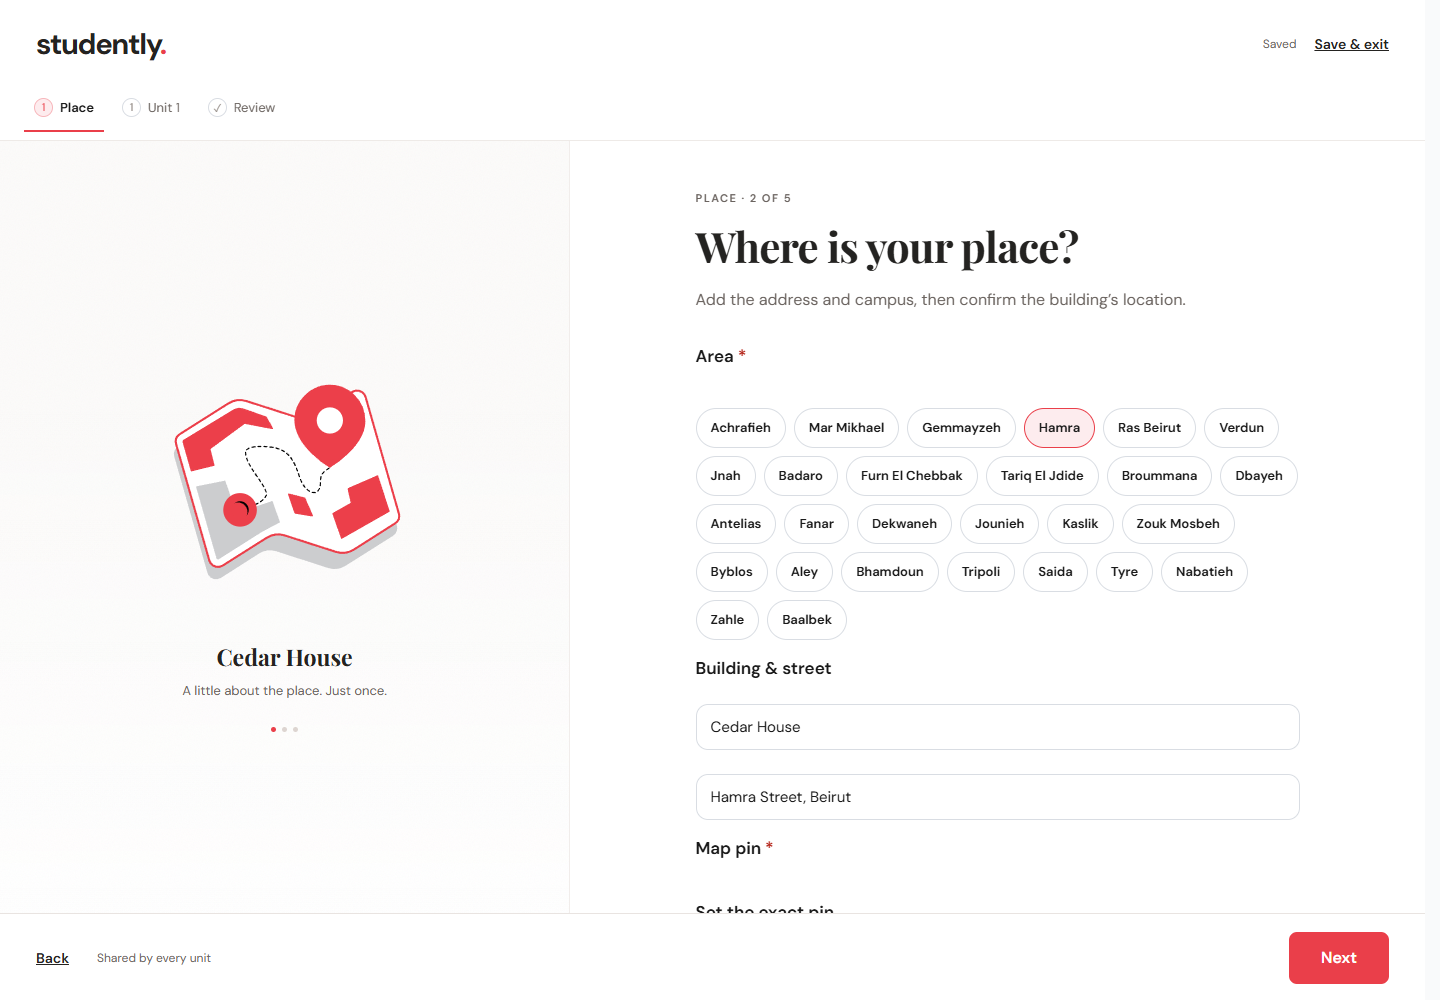 studently.
Saved Save & exit
1 Place 1 Unit 1 ✓ Review
PLACE · 2 OF 5
Where is your place?
Add the address and campus, then confirm the building’s location.
Area *
Achrafieh Mar Mikhael Gemmayzeh Hamra Ras Beirut Verdun
Jnah Badaro Furn El Chebbak Tariq El Jdide Broummana Dbayeh
Antelias Fanar Dekwaneh Jounieh Kaslik Zouk Mosbeh
Byblos Aley Bhamdoun Tripoli Saida Tyre Nabatieh
Zahle Baalbek
Building & street
Cedar House
Hamra Street, Beirut
Map pin *
Set the exact pin
Cedar House
A little about the place. Just once.
Back Shared by every unit Next